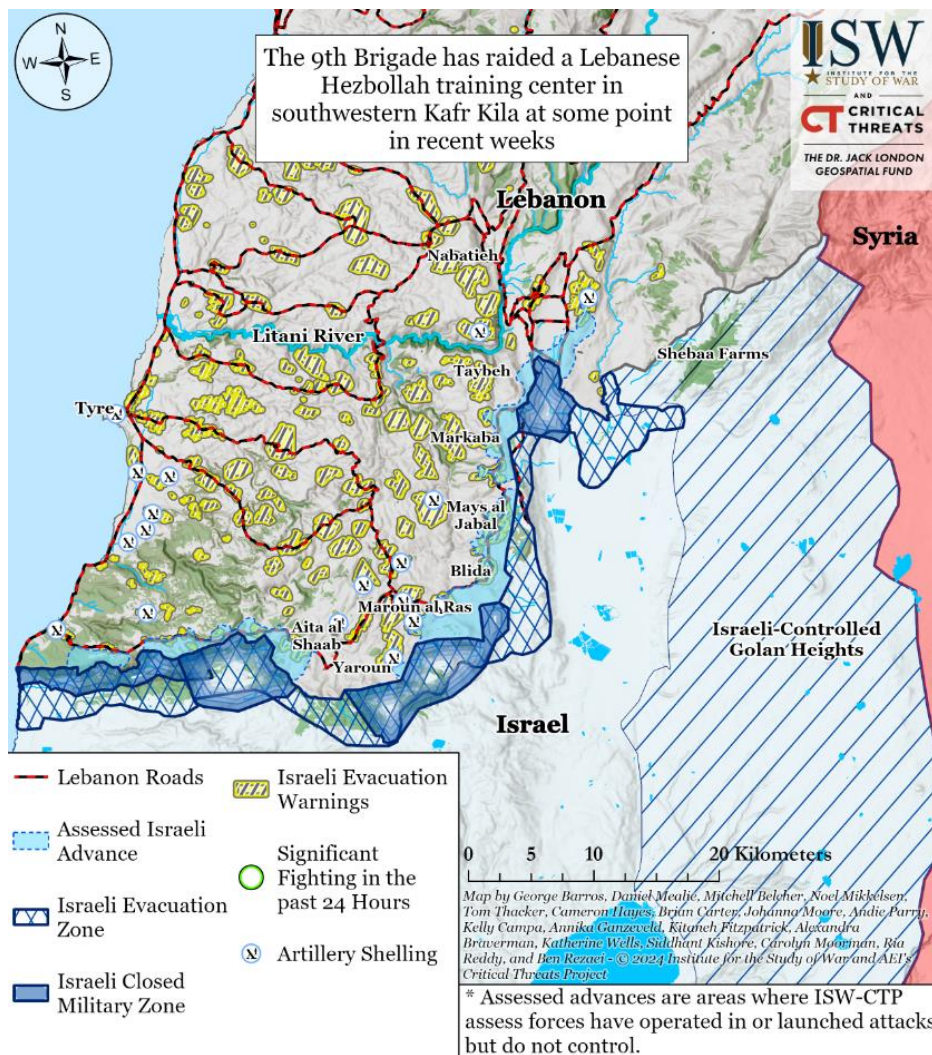 N
W E
S
The 9th Brigade has raided a Lebanese
Hezbollah training center in
southwestern Kafr Kila at some point
in recent weeks
ISW
INSTITUTE FOR THE
STUDY OF WAR
AND
CT CRITICAL
THREATS
THE DR. JACK LONDON
GEOSPATIAL FUND
Lebanon
Syria
Nabatieh
Litani River
Shebaa Farms
Taybeh
Tyre
Markaba
Mays al
Jabal
Blida
Maroun al Ras
Aita al
Shaab
Yaroun
Israeli-Controlled
Golan Heights
Israel
Lebanon Roads
Assessed Israeli
Advance
Israeli Evacuation
Zone
Israeli Closed
Military Zone
Israeli Evacuation
Warnings
Significant
Fighting in the
past 24 Hours
Artillery Shelling
0 5 10 20 Kilometers
Map by George Barros, Daniel Mealie, Mitchell Belcher, Noel Mikkelsen,
Tom Thacker, Cameron Hayes, Brian Carter, Johanna Moore, Andie Parry,
Kelly Campa, Annika Ganzeveld, Kitaneh Fitzpatrick, Alexandra
Braverman, Katherine Wells, Siddhant Kishore, Carolyn Moorman, Ria
Reddy, and Ben Rezaei - © 2024 Institute for the Study of War and AEI's
Critical Threats Project
* Assessed advances are areas where ISW-CTP
assess forces have operated in or launched attacks
but do not control.